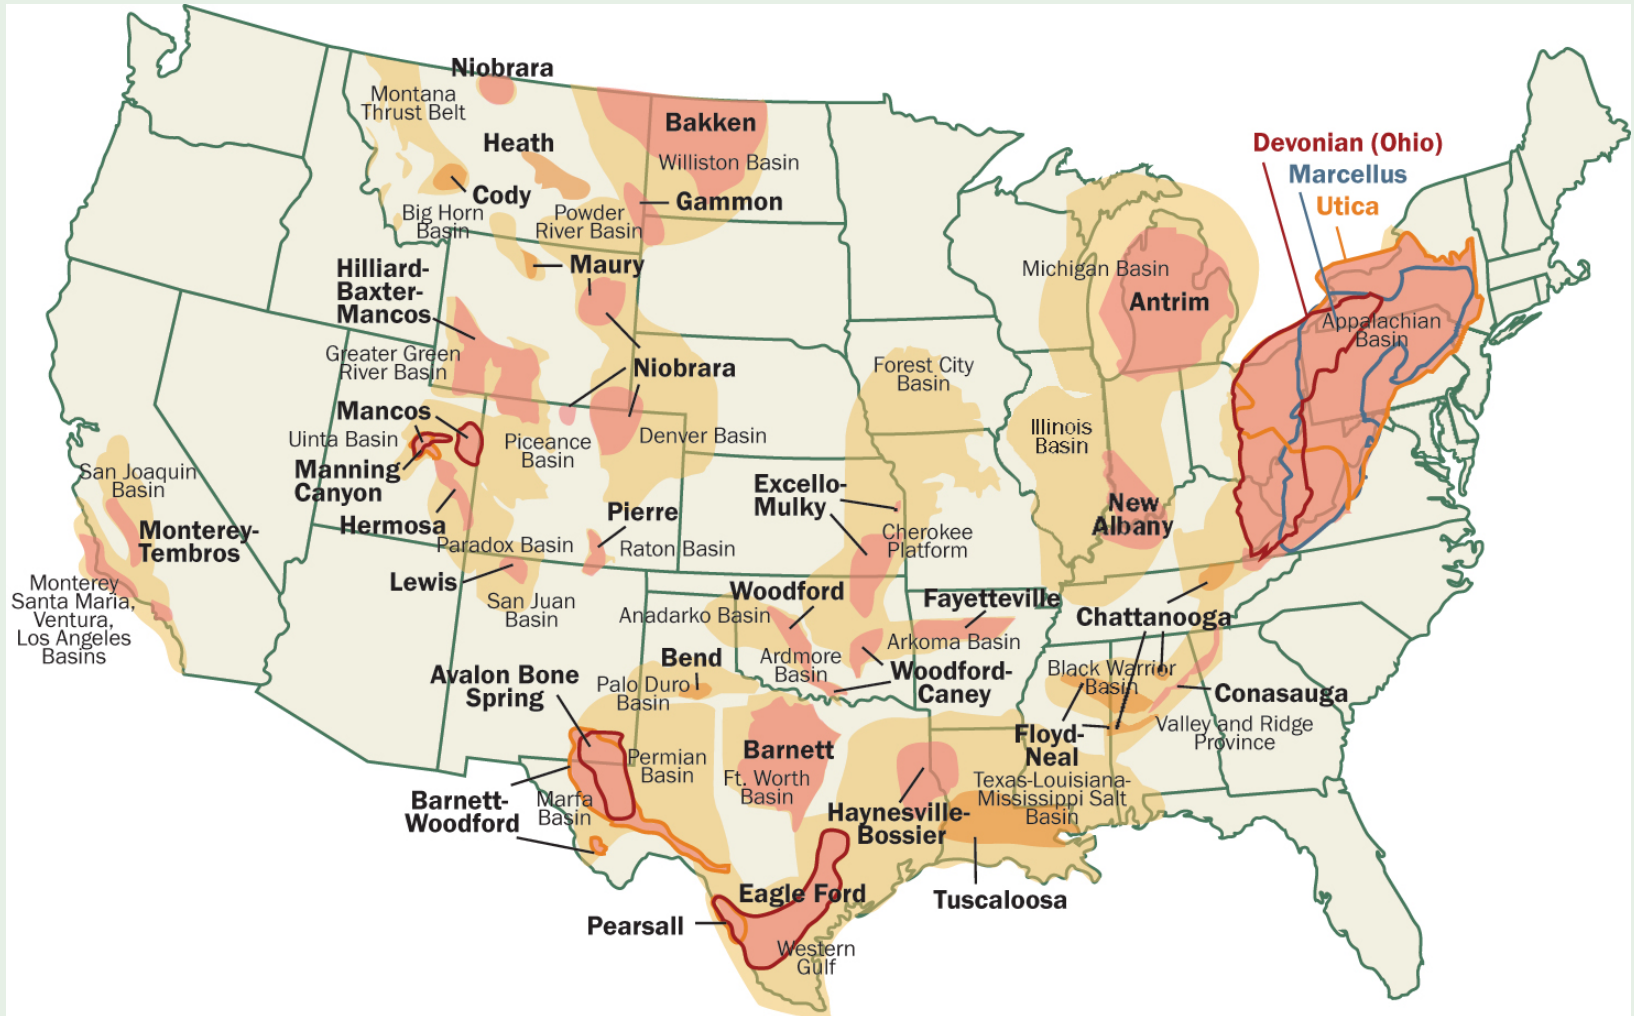 Niobrara
Montana
Thrust Belt
Heath
Cody
Big Horn
Basin
Powder
River Basin
Bakken
Williston Basin
Gammon
Maury
Hilliard-
Baxter-
Mancos
Greater Green
River Basin
Niobrara
Mancos
Uinta Basin
Manning
Canyon
Hermosa
Piceance
Basin
Denver Basin
Pierre
Paradox Basin
Raton Basin
Lewis
San Juan
Basin
San Joaquin
Basin
Monterey-
Tembros
Monterey
Santa Maria,
Ventura,
Los Angeles
Basins
Forest City
Basin
Excello-
Mulky
Cherokee
Platform
Woodford
Anadarko Basin
Fayetteville
Arkoma Basin
Ardmore
Basin
Woodford-
Caney
Bend
Palo Duro
Basin
Avalon Bone
Spring
Permian
Basin
Barnett-
Woodford
Marfa
Basin
Barnett
Ft. Worth
Basin
Haynesville-
Bossier
Eagle Ford
Pearsall
Western
Gulf
Tuscaloosa
Texas-Louisiana-
Mississippi Salt
Basin
Floyd-
Neal
Black Warrior
Basin
Chattanooga
Conasauga
Valley and Ridge
Province
Michigan Basin
Antrim
Illinois
Basin
New
Albany
Devonian (Ohio)
Marcellus
Utica
Appalachian
Basin